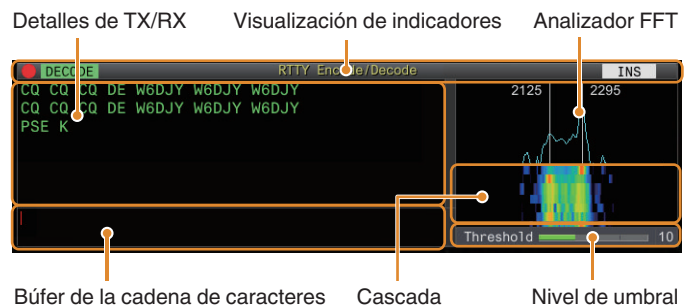 Detalles de TX/RX
Visualización de indicadores
Analizador FFT
DECODE
RTTY Encode/Decode
INS
CQ CQ CQ DE W6DJY W6DJY W6DJY
CQ CQ CQ DE W6DJY W6DJY W6DJY
PSE K
2125
2295
Threshold
10
Búfer de la cadena de caracteres
Cascada
Nivel de umbral